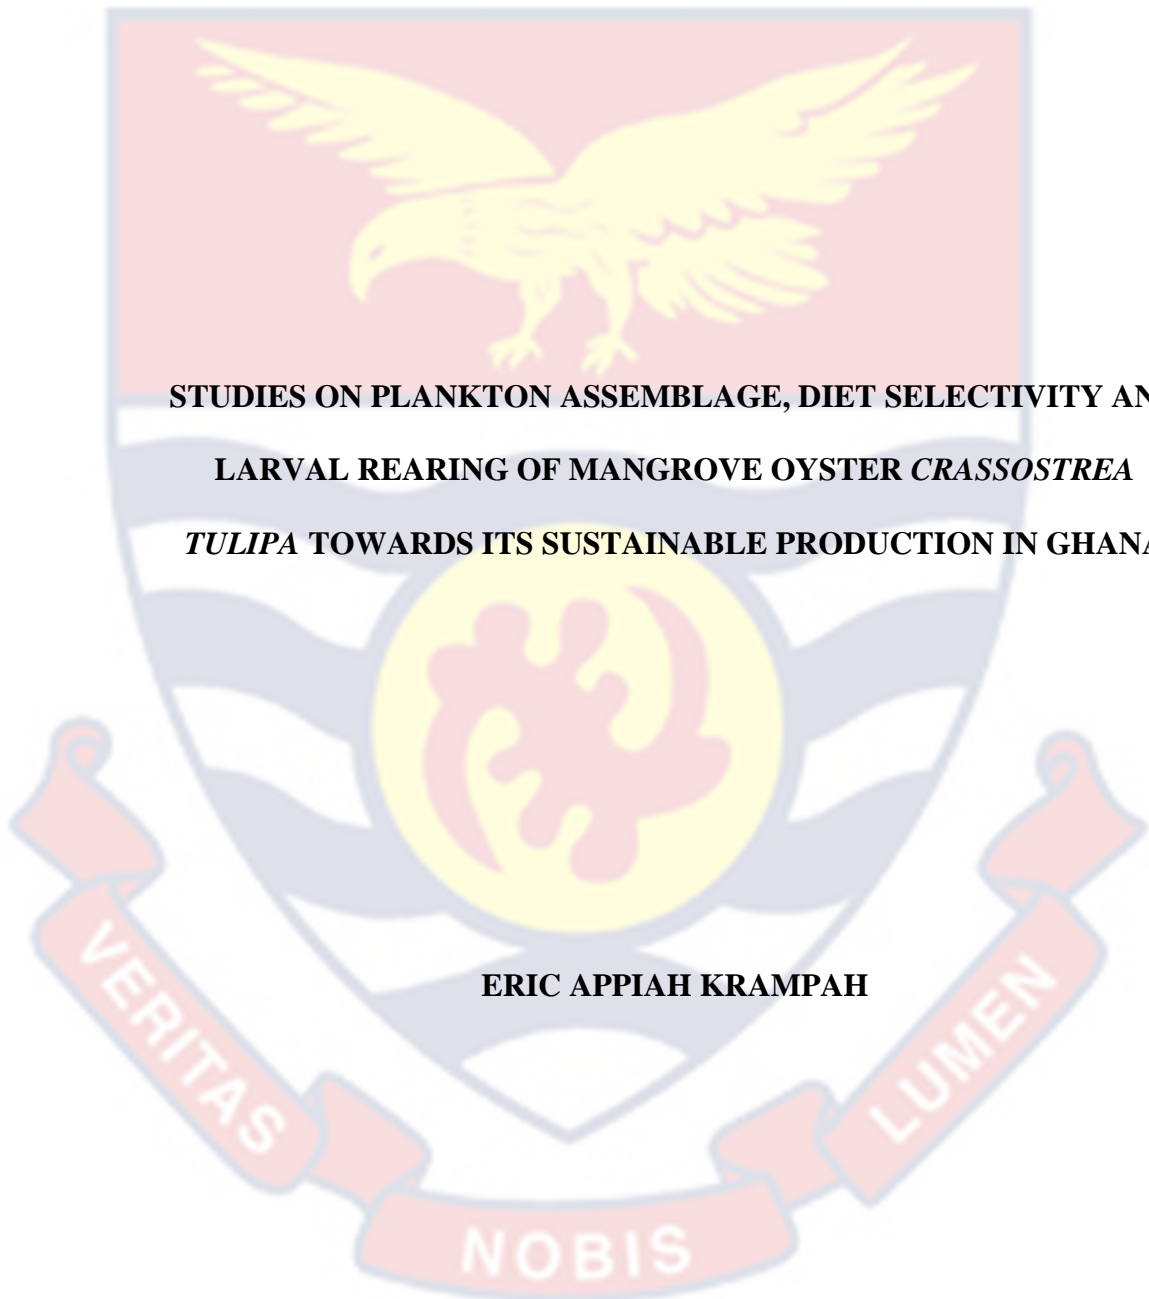 STUDIES ON PLANKTON ASSEMBLAGE, DIET SELECTIVITY AN
LARVAL REARING OF MANGROVE OYSTER CRASSOSTREA
TULIPA TOWARDS ITS SUSTAINABLE PRODUCTION IN GHANA
ERIC APPIAH KRAMPAH
VERITAS
NOBIS
LUMEN